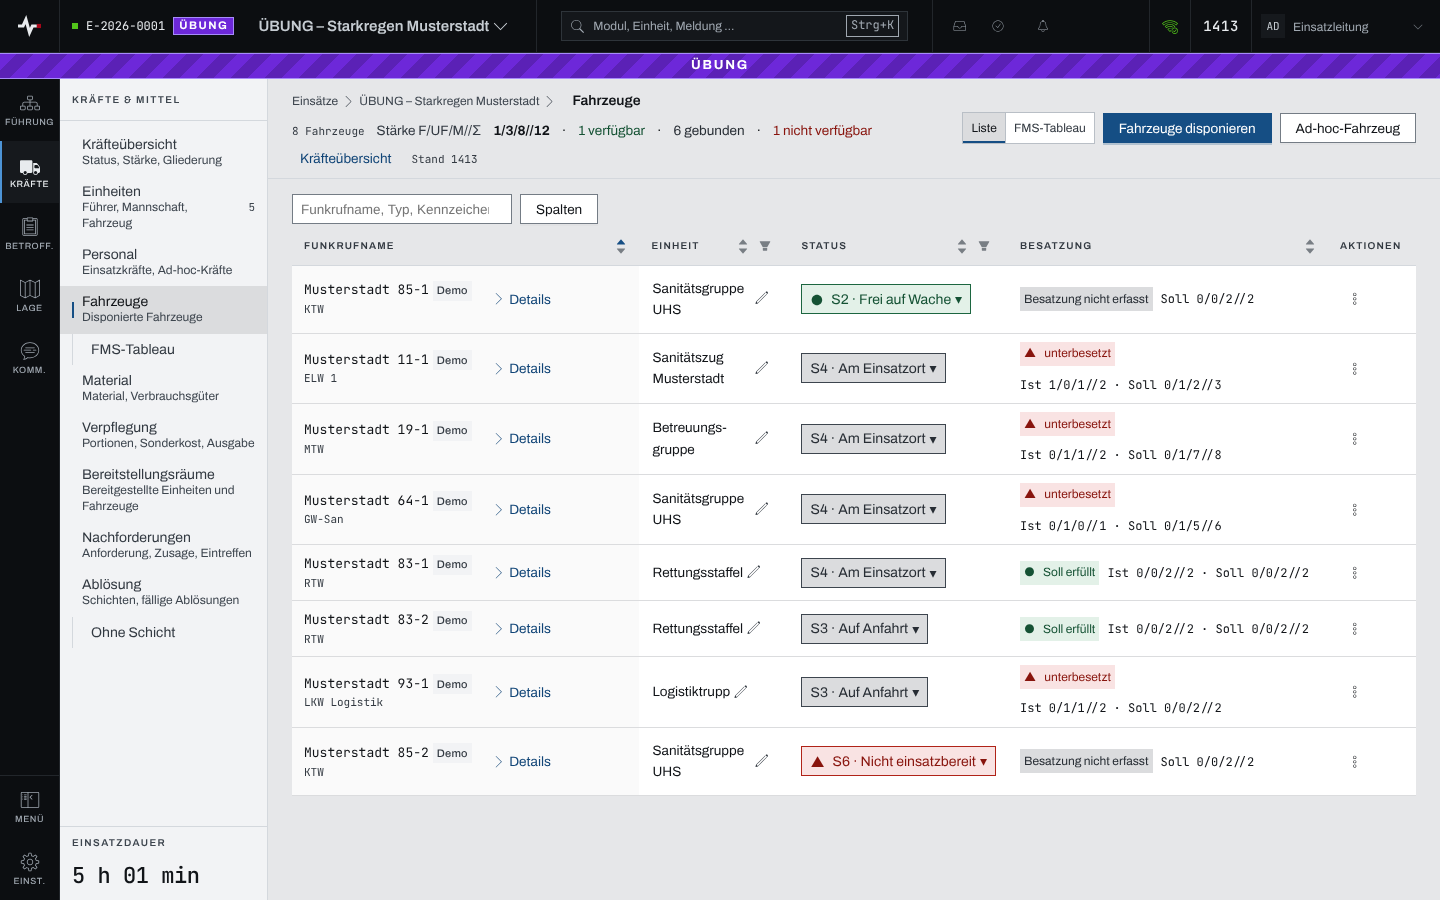 E-2026-0001 ÜBUNG ÜBUNG – Starkregen Musterstadt Modul, Einheit, Meldung ... Strg+K 1413 AD Einsatzleitung
ÜBUNG
FÜHRUNG
KRÄFTE
BETROFF.
LAGE
KOMM.
MENÜ
EINST.
KRÄFTE & MITTEL
Kräfteübersicht
Status, Stärke, Gliederung
Einheiten
Führer, Mannschaft,
Fahrzeug
5
Personal
Einsatzkräfte, Ad-hoc-Kräfte
Fahrzeuge
Disponierte Fahrzeuge
FMS-Tableau
Material
Material, Verbrauchsgüter
Verpflegung
Portionen, Sonderkost, Ausgabe
Bereitstellungsräume
Bereitgestellte Einheiten und
Fahrzeuge
Nachforderungen
Anforderung, Zusage, Eintreffen
Ablösung
Schichten, fällige Ablösungen
Ohne Schicht
EINSATZDAUER
5 h 01 min
Einsätze ÜBUNG – Starkregen Musterstadt Fahrzeuge
8 Fahrzeuge Stärke F/UF/M//Σ 1/3/8//12 · 1 verfügbar · 6 gebunden · 1 nicht verfügbar
Kräfteübersicht Stand 1413
Liste FMS-Tableau Fahrzeuge disponieren Ad-hoc-Fahrzeug
Funkrufname, Typ, Kennzeichen Spalten
FUNKRUFNAME EINHEIT STATUS BESATZUNG AKTIONEN
Musterstadt 85-1 Demo
KTW
Details
Sanitätsgruppe
UHS
S2 · Frei auf Wache ▾
Besatzung nicht erfasst Soll 0/0/2//2
Musterstadt 11-1 Demo
ELW 1
Details
Sanitätszug
Musterstadt
S4 · Am Einsatzort ▾
unterbesetzt
Ist 1/0/1//2 · Soll 0/1/2//3
Musterstadt 19-1 Demo
MTW
Details
Betreuungs-
gruppe
S4 · Am Einsatzort ▾
unterbesetzt
Ist 0/1/1//2 · Soll 0/1/7//8
Musterstadt 64-1 Demo
GW-San
Details
Sanitätsgruppe
UHS
S4 · Am Einsatzort ▾
unterbesetzt
Ist 0/1/0//1 · Soll 0/1/5//6
Musterstadt 83-1 Demo
RTW
Details
Rettungsstaffel
S4 · Am Einsatzort ▾
Soll erfüllt Ist 0/0/2//2 · Soll 0/0/2//2
Musterstadt 83-2 Demo
RTW
Details
Rettungsstaffel
S3 · Auf Anfahrt ▾
Soll erfüllt Ist 0/0/2//2 · Soll 0/0/2//2
Musterstadt 93-1 Demo
LKW Logistik
Details
Logistiktrupp
S3 · Auf Anfahrt ▾
unterbesetzt
Ist 0/1/1//2 · Soll 0/0/2//2
Musterstadt 85-2 Demo
KTW
Details
Sanitätsgruppe
UHS
S6 · Nicht einsatzbereit ▾
Besatzung nicht erfasst Soll 0/0/2//2